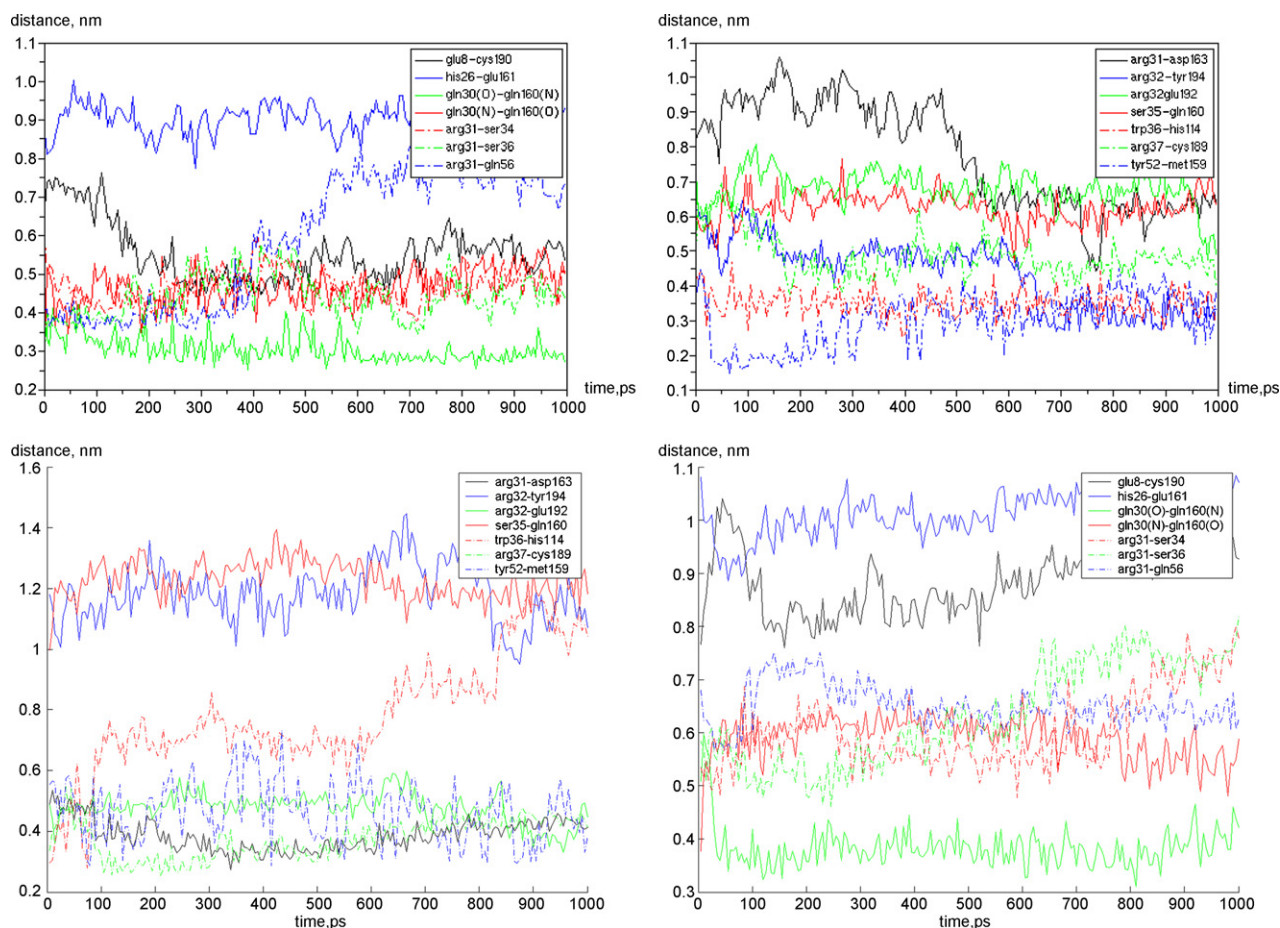 distance, nm
1.1
1.0
0.9
0.8
0.7
0.6
0.5
0.4
0.3
0.2
0
100
200
300
400
500
600
700
800
900
1000
time,ps
glu8-cys190
his26-glu161
gln30(O)-gln160(N)
gln30(N)-gln160(O)
arg31-ser34
arg31-ser36
arg31-gln56
distance, nm
1.1
1.0
0.9
0.8
0.7
0.6
0.5
0.4
0.3
0.2
0.1
0
100
200
300
400
500
600
700
800
900
1000
time,ps
arg31-asp163
arg32-tyr194
arg32glu192
ser35-gln160
trp36-his114
arg37-cys189
tyr52-met159
distance, nm
1.6
1.4
1.2
1
0.8
0.6
0.4
0.2
0
100
200
300
400
500
600
700
800
900
1000
time,ps
arg31-asp163
arg32-tyr194
arg32-glu192
ser35-gln160
trp36-his114
arg37-cys189
tyr52-met159
distance, nm
1.1
1
0.9
0.8
0.7
0.6
0.5
0.4
0.3
0
100
200
300
400
500
600
700
800
900
1000
time,ps
glu8-cys190
his26-glu161
gln30(O)-gln160(N)
gln30(N)-gln160(O)
arg31-ser34
arg31-ser36
arg31-gln56